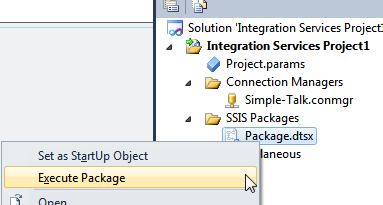 Solution 'Integration Services Project1'
Integration Services Project1
Project.params
Connection Managers
Simple-Talk.conmgr
SSIS Packages
Package.dtsx
Set as StartUp Object
Execute Package
Open